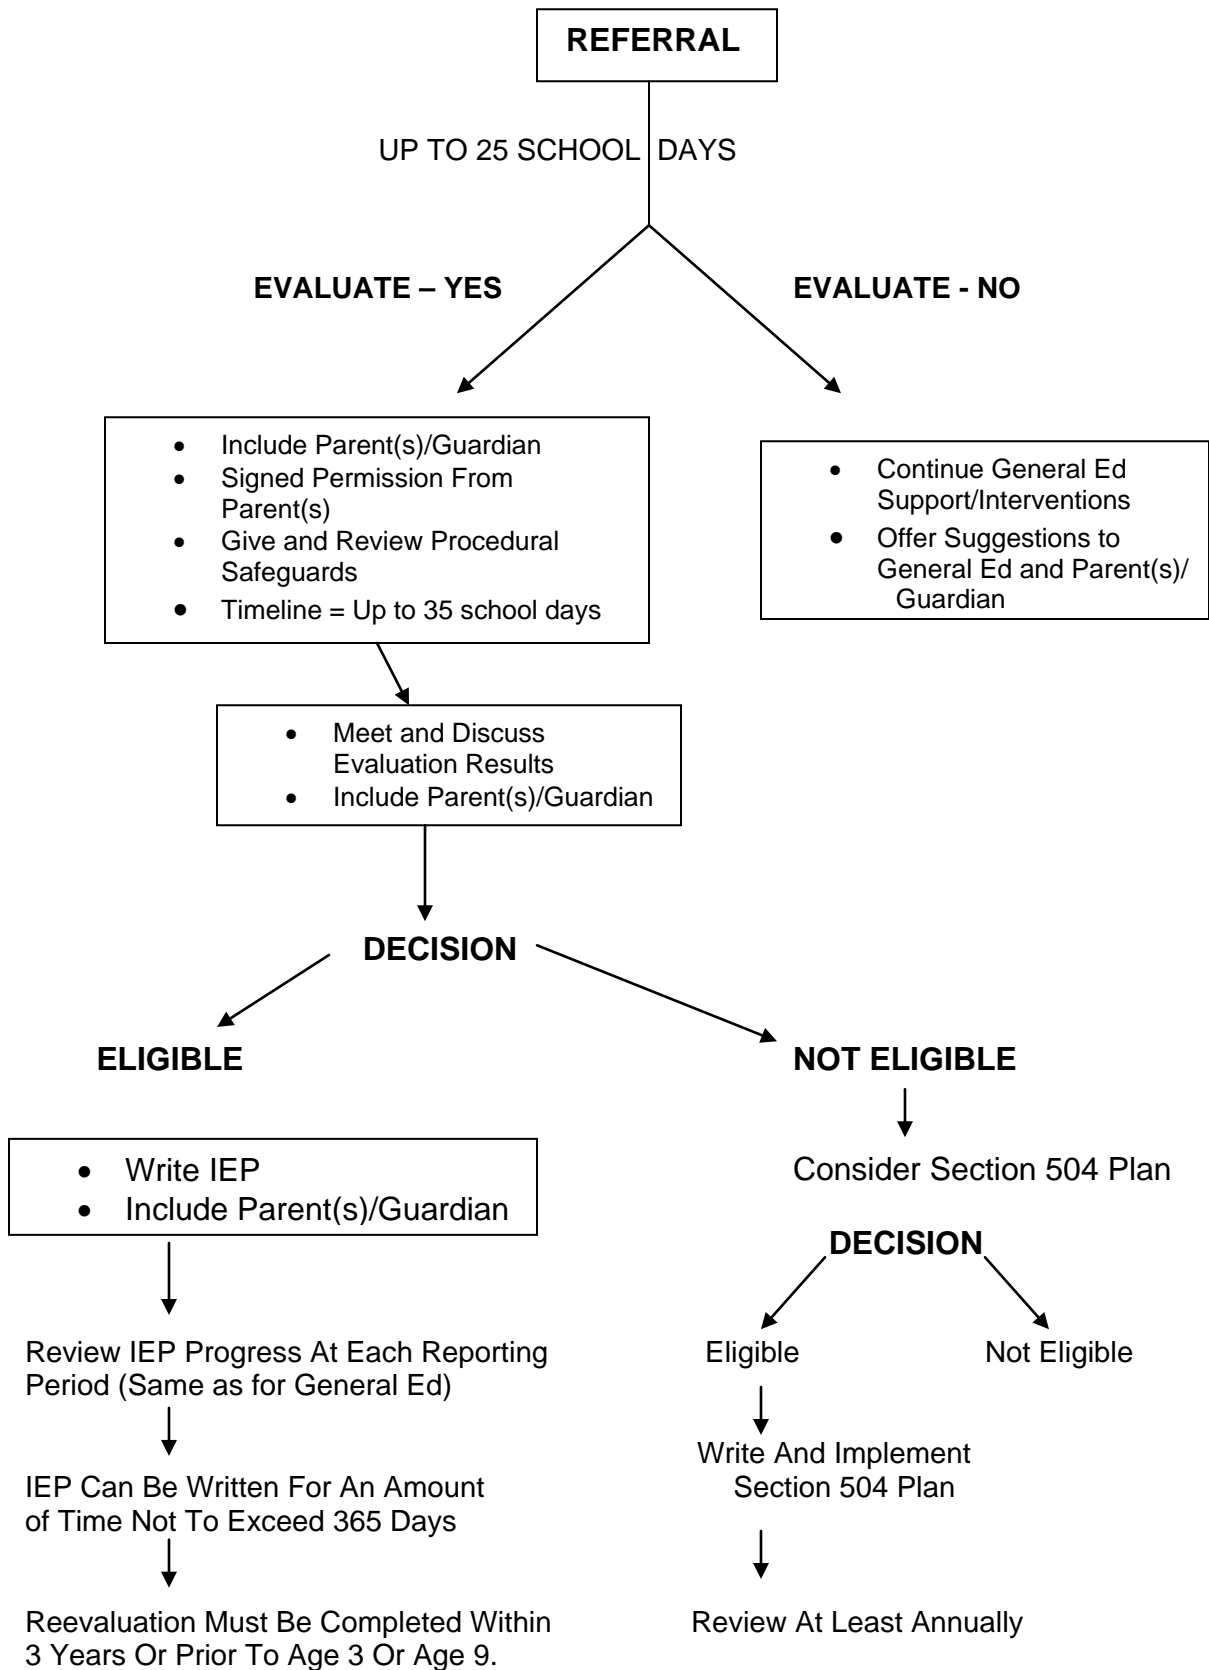 REFERRAL
UP TO 25 SCHOOL DAYS
EVALUATE – YES
EVALUATE - NO
• Include Parent(s)/Guardian
• Signed Permission From
Parent(s)
• Give and Review Procedural
Safeguards
• Timeline = Up to 35 school days
• Continue General Ed
Support/Interventions
• Offer Suggestions to
General Ed and Parent(s)/
Guardian
• Meet and Discuss
Evaluation Results
• Include Parent(s)/Guardian
DECISION
ELIGIBLE
NOT ELIGIBLE
• Write IEP
• Include Parent(s)/Guardian
Consider Section 504 Plan
DECISION
Review IEP Progress At Each Reporting
Period (Same as for General Ed)
Eligible
Not Eligible
IEP Can Be Written For An Amount
of Time Not To Exceed 365 Days
Write And Implement
Section 504 Plan
Reevaluation Must Be Completed Within
3 Years Or Prior To Age 3 Or Age 9.
Review At Least Annually